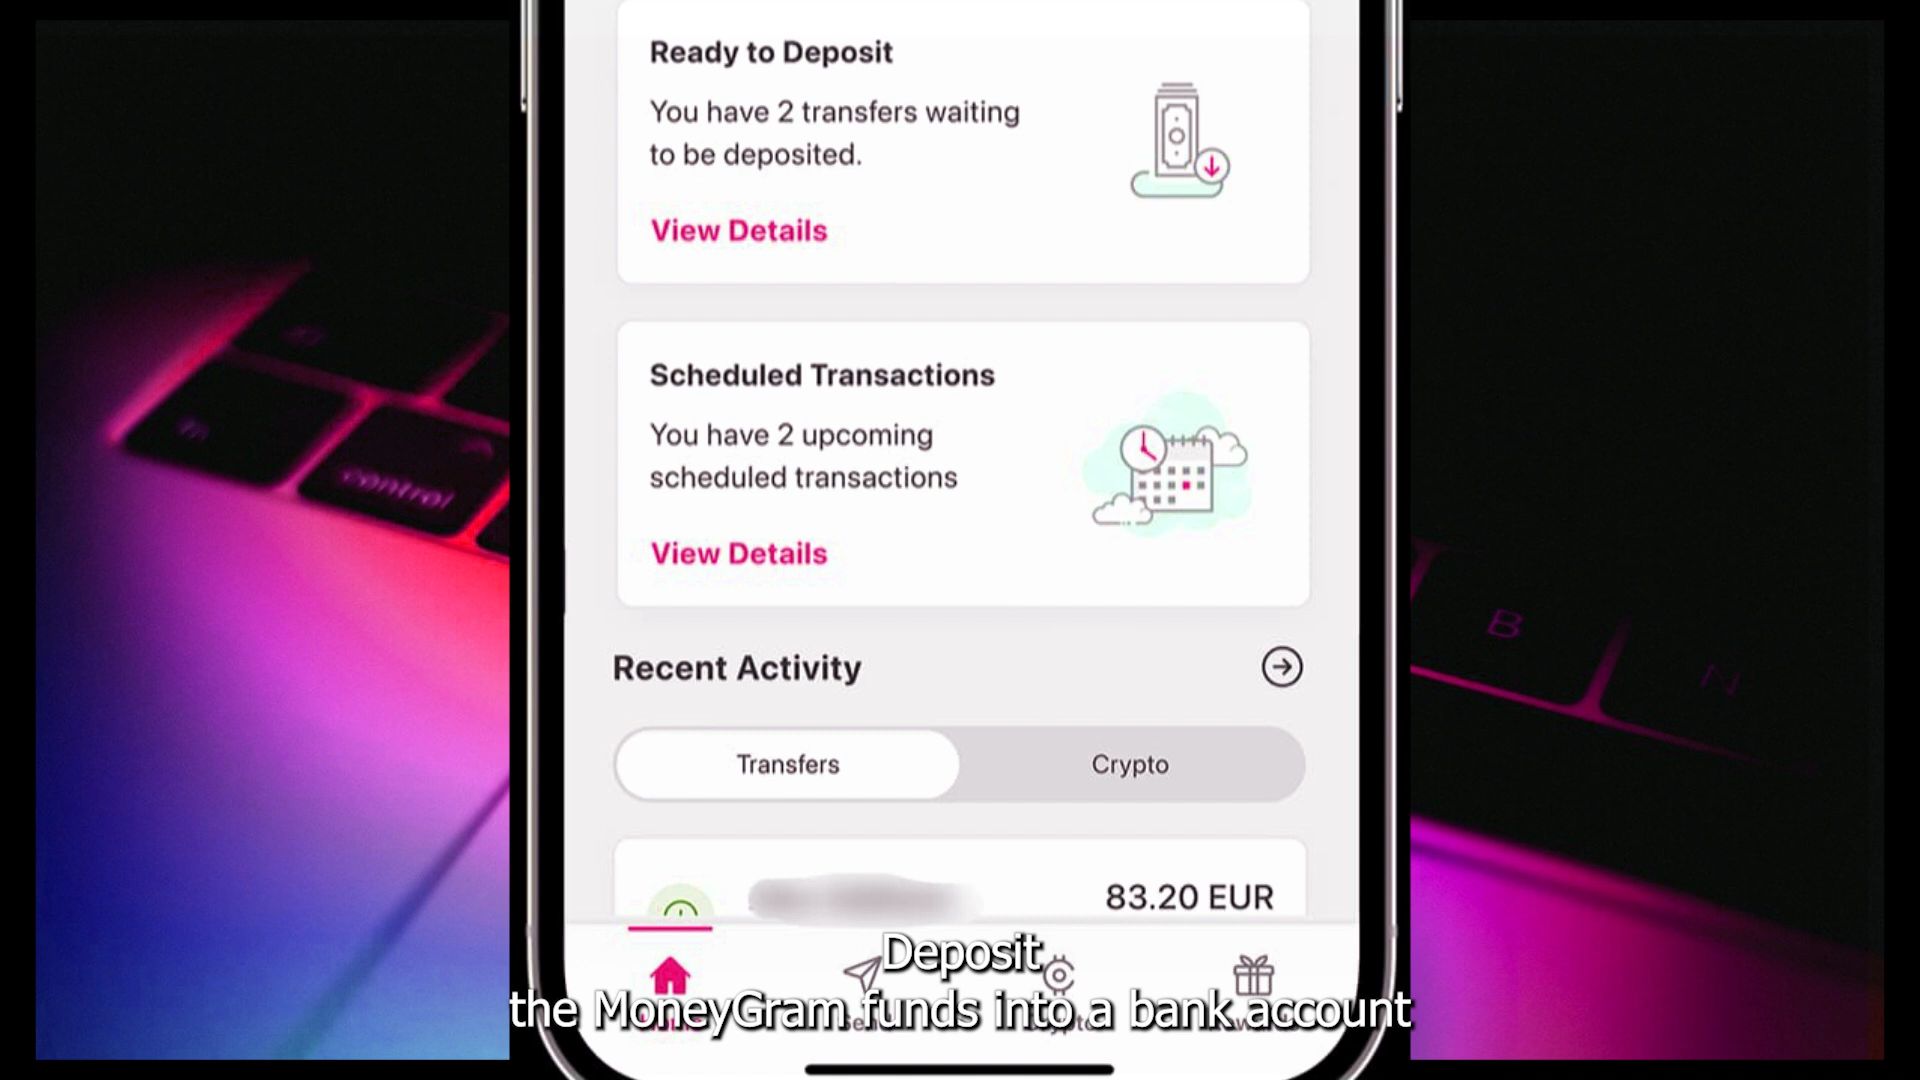 Ready to Deposit
You have 2 transfers waiting
to be deposited.
View Details
Scheduled Transactions
You have 2 upcoming
scheduled transactions
View Details
Recent Activity
Transfers
Crypto
83.20 EUR
Deposit
the MoneyGram funds into a bank account
control
B
N